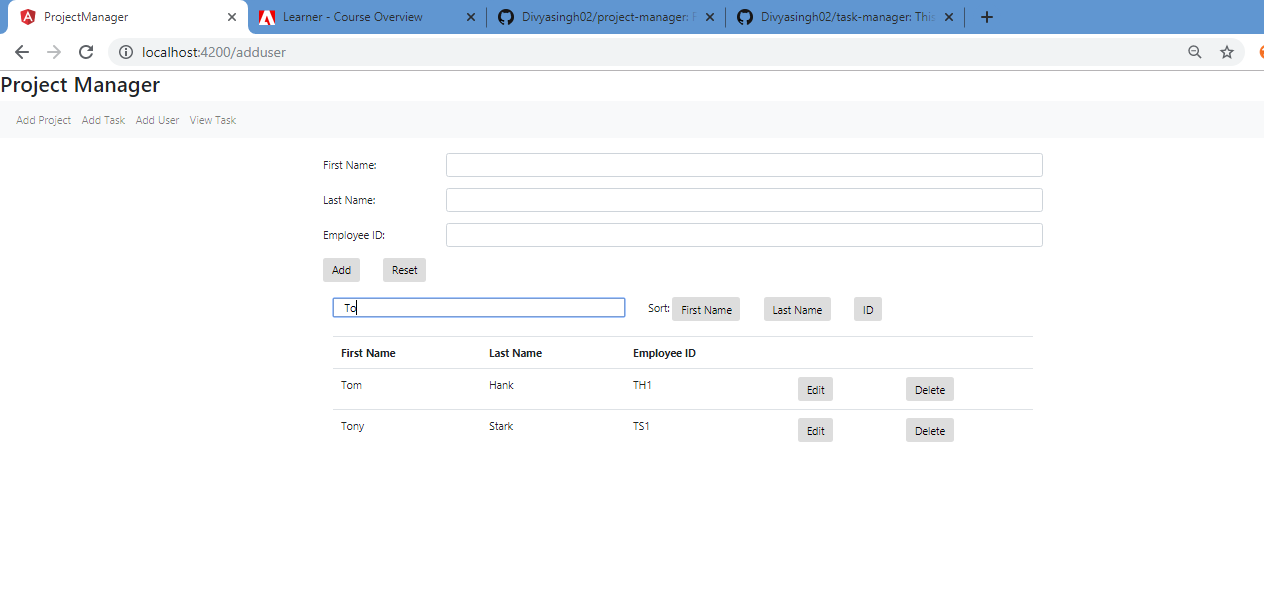 ProjectManager
Learner - Course Overview
Divyasingh02/project-manager:
Divyasingh02/task-manager: This
localhost:4200/adduser
Project Manager
Add Project Add Task Add User View Task
First Name:
Last Name:
Employee ID:
Add Reset
To Sort: First Name Last Name ID
First Name Last Name Employee ID
Tom Hank TH1 Edit Delete
Tony Stark TS1 Edit Delete